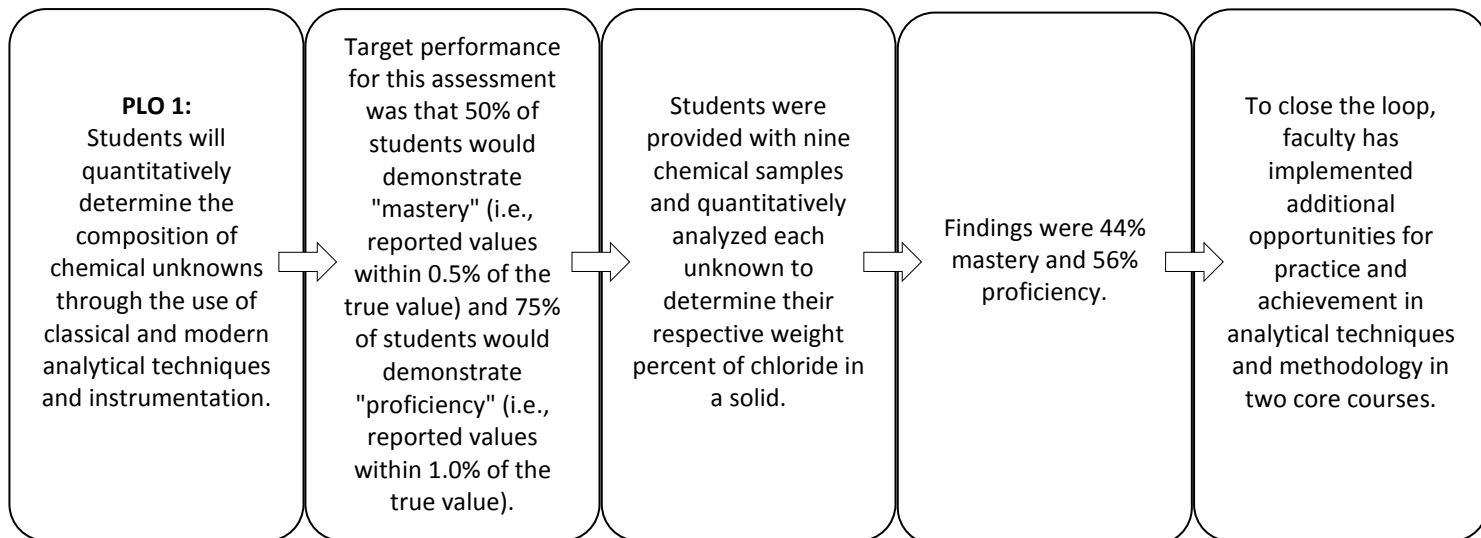 PLO 1:
Students will
quantitatively
determine the
composition of
chemical unknowns
through the use of
classical and modern
analytical techniques
and instrumentation.
Target performance
for this assessment
was that 50% of
students would
demonstrate
"mastery" (i.e.,
reported values
within 0.5% of the
true value) and 75%
of students would
demonstrate
"proficiency" (i.e.,
reported values
within 1.0% of the
true value).
Students were
provided with nine
chemical samples
and quantitatively
analyzed each
unknown to
determine their
respective weight
percent of chloride in
a solid.
Findings were 44%
mastery and 56%
proficiency.
To close the loop,
faculty has
implemented
additional
opportunities for
practice and
achievement in
analytical techniques
and methodology in
two core courses.